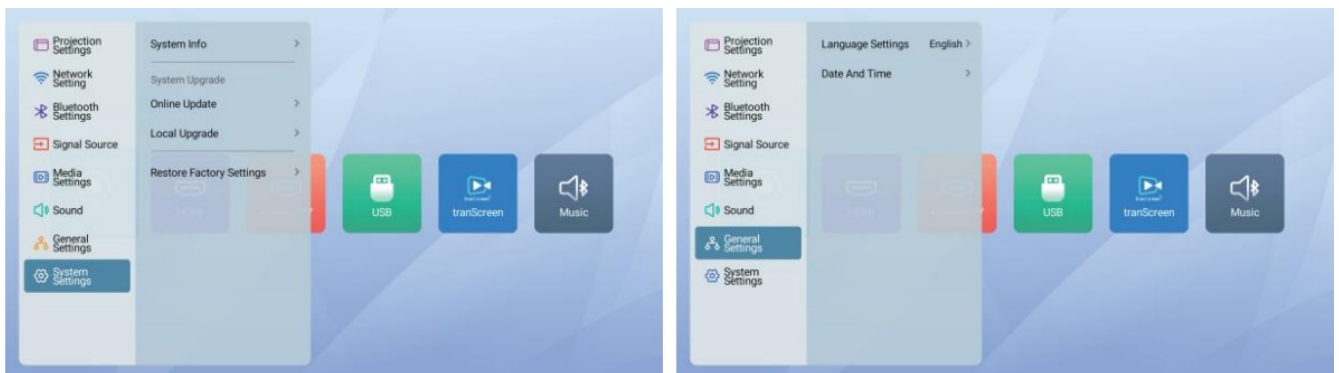 Projection
Settings
Network
Setting
Bluetooth
Settings
Signal Source
Media
Settings
Sound
General
Settings
System
Settings
System Info
System Upgrade
Online Update
Local Upgrade
Restore Factory Settings
USB
tranScreen
Music
Projection
Settings
Network
Setting
Bluetooth
Settings
Signal Source
Media
Settings
Sound
General
Settings
System
Settings
Language Settings English
Date And Time
USB
tranScreen
Music